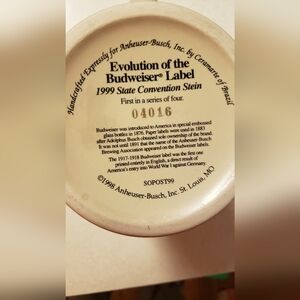 Handcrafted Expressly for Anheuser-Busch, Inc. by Ceramarte of Brazil
Evolution of the
Budweiser® Label
1999 State Convention Stein
First in a series of four.
04016
Budweiser was introduced to America in special embossed
glass bottles in 1876. Paper labels were used in 1883
after Adolphus Busch obtained sole ownership of the brand.
It was not until 1891 that the name of the Anheuser Busch
Brewing Association appeared on the Budweiser labels.
The 1917-1918 Budweiser label was the first one
printed entirely in English, a direct result of
America's entry into World War I against Germany.
SOPOST99
©1998 Anheuser-Busch, Inc. St. Louis, MO